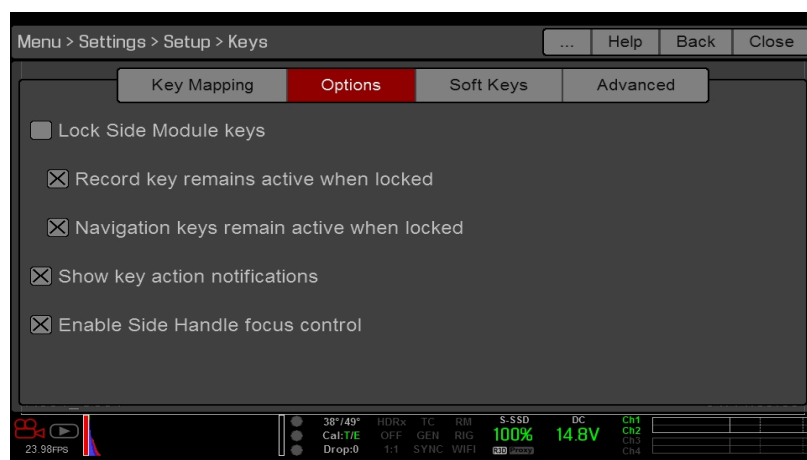 Menu > Settings > Setup > Keys ... Help Back Close
Key Mapping Options Soft Keys Advanced
Lock Side Module keys
Record key remains active when locked
Navigation keys remain active when locked
Show key action notifications
Enable Side Handle focus control
38°/49° HDRx TC RM S-SSD DC Ch1
Cal:T/E OFF GEN RIG 100% 14.8V Ch2
Ch3
23.98FPS Drop:0 1:1 SYNC WIFI R3D Proxy Ch4